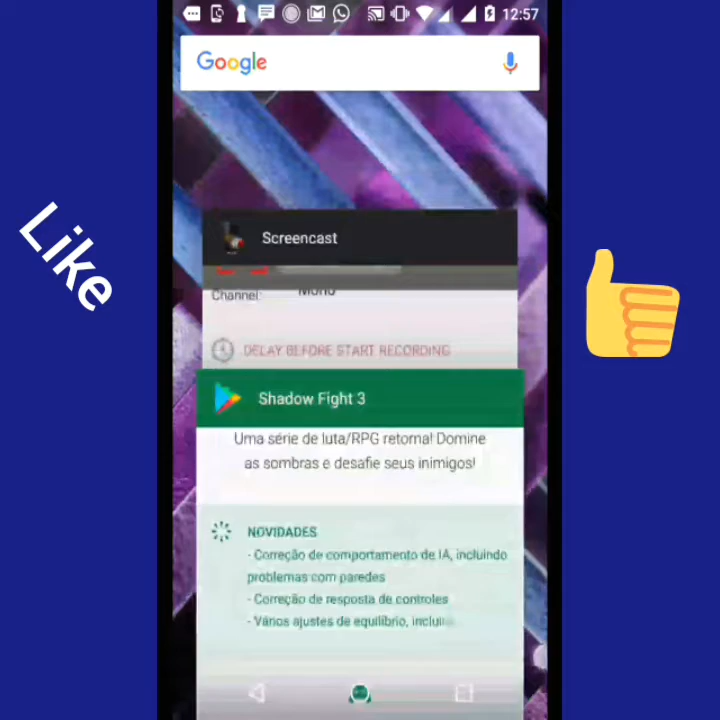 12:57
Google
Like
Screencast
Channel: Mono
DELAY BEFORE START RECORDING
Shadow Fight 3
Uma série de luta/RPG retorna! Domine
as sombras e desafie seus inimigos!
NOVIDADES
- Correção de comportamento de IA, incluindo
problemas com paredes
- Correção de resposta de controles
- Vários ajustes de equilíbrio, inclui